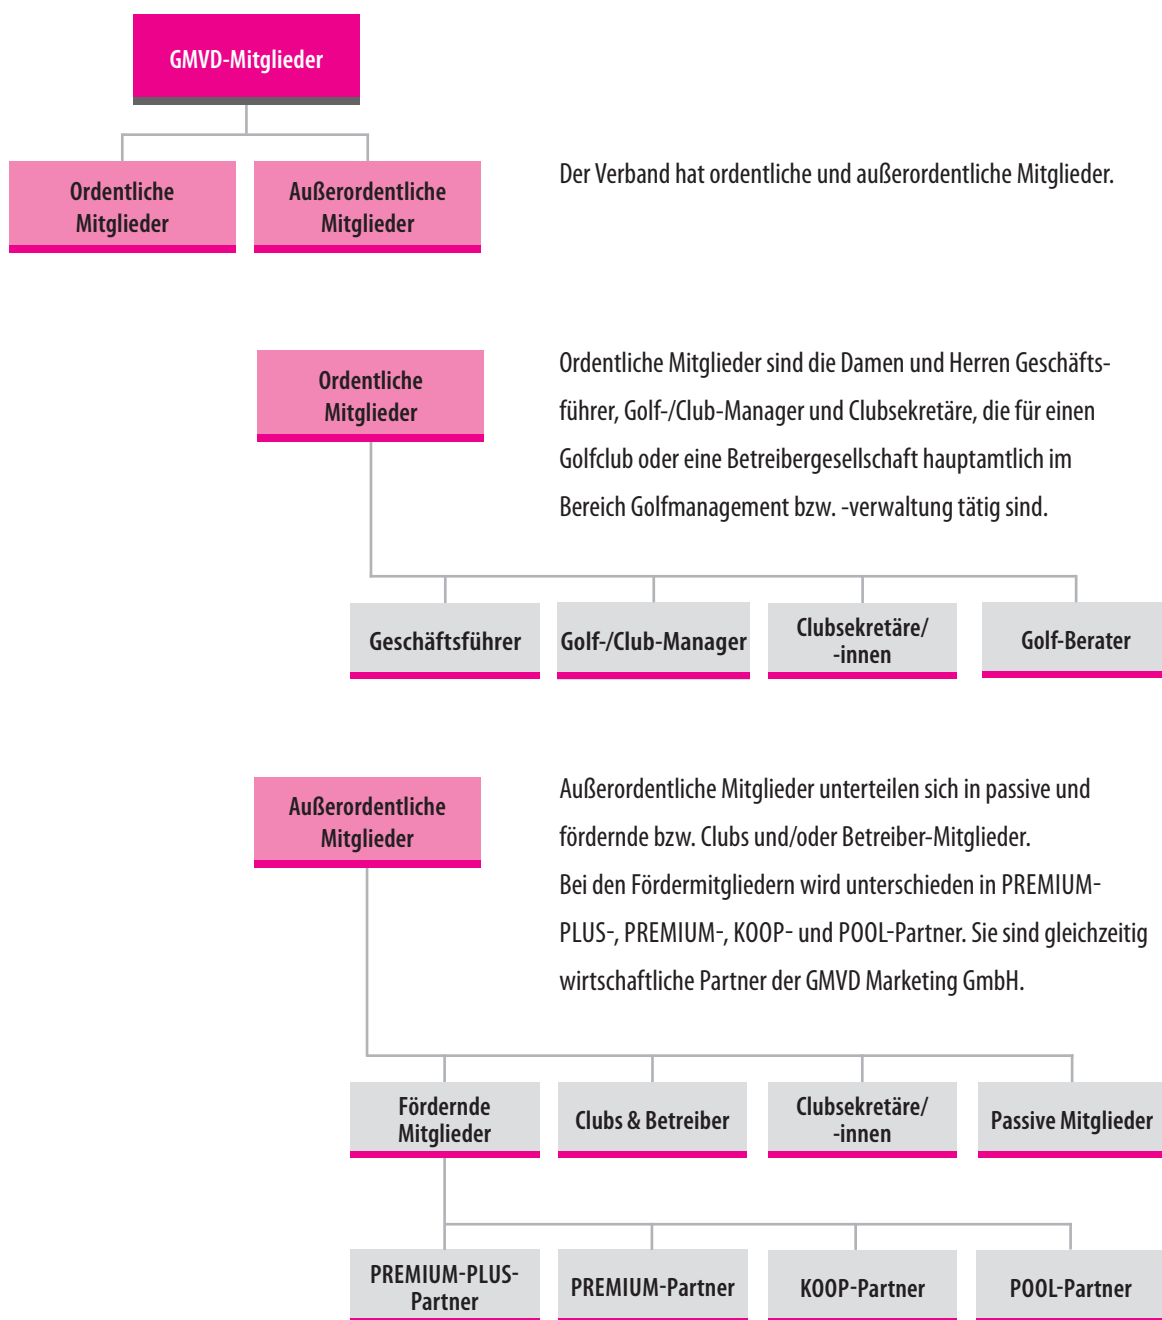 GMVD-Mitglieder
Ordentliche
Mitglieder
Außerordentliche
Mitglieder
Der Verband hat ordentliche und außerordentliche Mitglieder.
Ordentliche
Mitglieder
Ordentliche Mitglieder sind die Damen und Herren Geschäfts-
führer, Golf-/Club-Manager und Clubsekretäre, die für einen
Golfclub oder eine Betreibergesellschaft hauptamtlich im
Bereich Golfmanagement bzw. -verwaltung tätig sind.
Geschäftsführer
Golf-/Club-Manager
Clubsekretäre/
-innen
Golf-Berater
Außerordentliche
Mitglieder
Außerordentliche Mitglieder unterteilen sich in passive und
fördernde bzw. Clubs und/oder Betreiber-Mitglieder.
Bei den Fördermitgliedern wird unterschieden in PREMIUM-
PLUS-, PREMIUM-, KOOP- und POOL-Partner. Sie sind gleichzeitig
wirtschaftliche Partner der GMVD Marketing GmbH.
Fördernde
Mitglieder
Clubs & Betreiber
Clubsekretäre/
-innen
Passive Mitglieder
PREMIUM-PLUS-
Partner
PREMIUM-Partner
KOOP-Partner
POOL-Partner